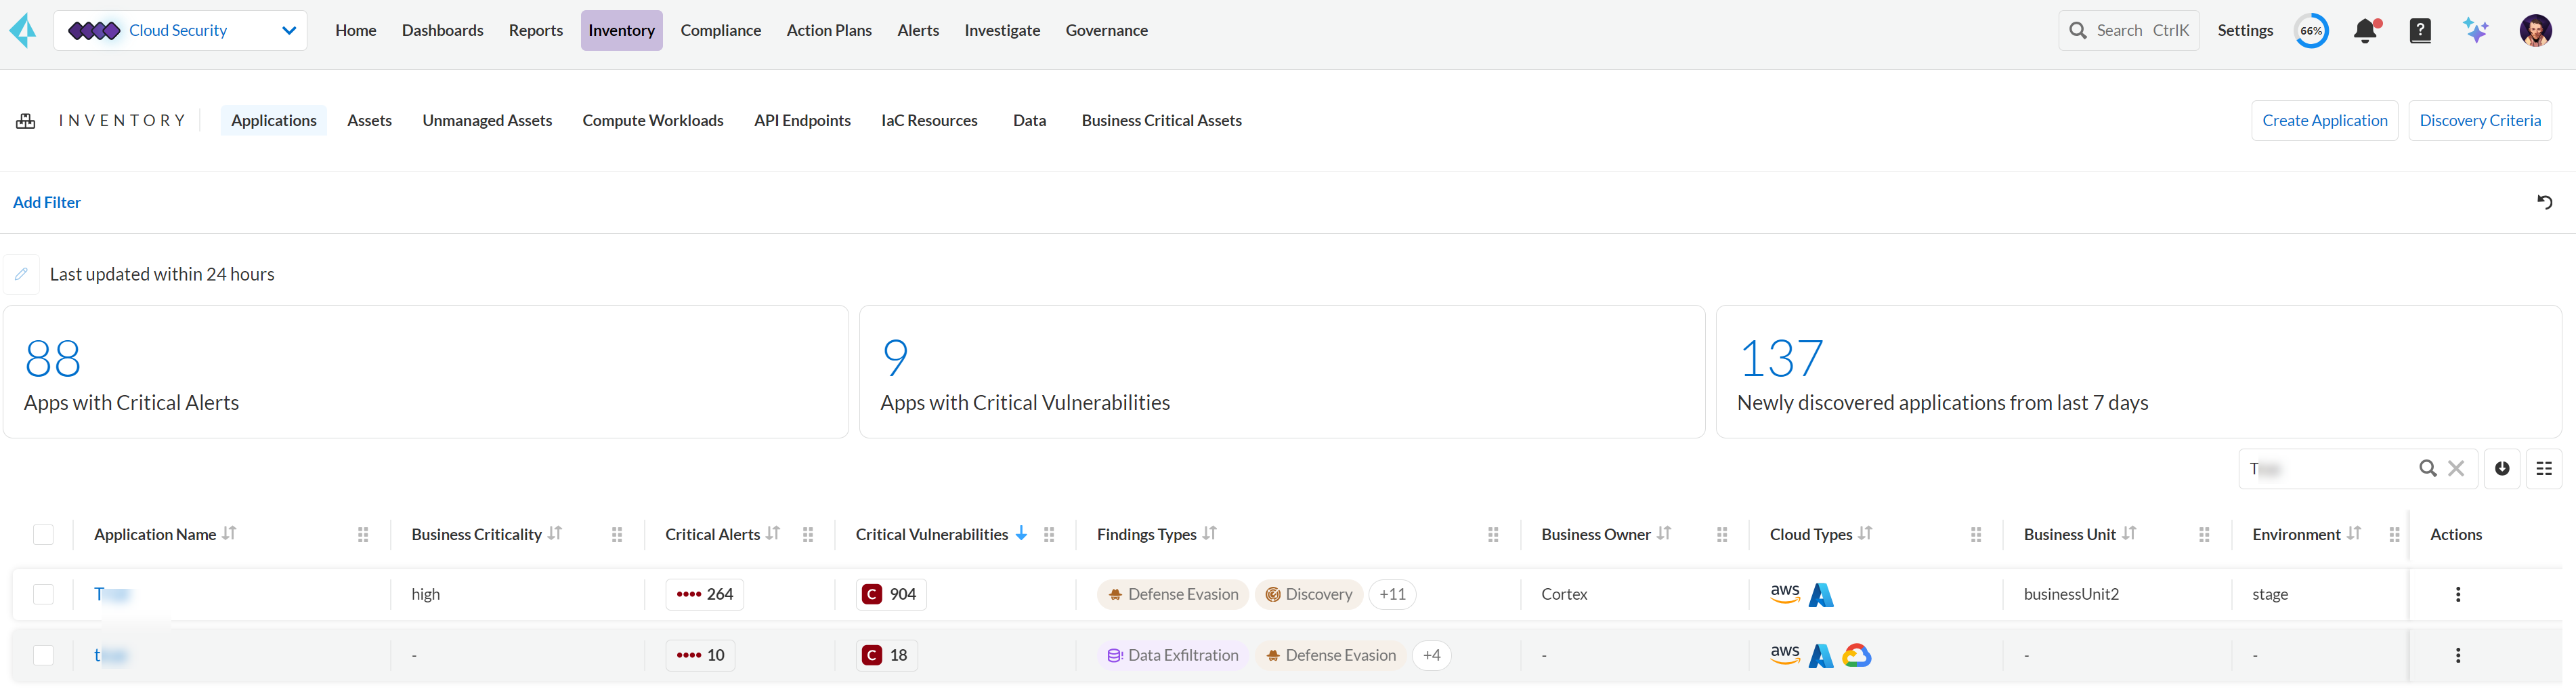 Cloud Security Home Dashboards Reports Inventory Compliance Action Plans Alerts Investigate Governance Search CtrlK Settings 66% ?
INVENTORY Applications Assets Unmanaged Assets Compute Workloads API Endpoints IaC Resources Data Business Critical Assets Create Application Discovery Criteria
Add Filter
Last updated within 24 hours
88 9 137
Apps with Critical Alerts Apps with Critical Vulnerabilities Newly discovered applications from last 7 days
Application Name Business Criticality Critical Alerts Critical Vulnerabilities Findings Types Business Owner Cloud Types Business Unit Environment Actions
high 264 C 904 Defense Evasion Discovery +11 Cortex aws businessUnit2 stage
- 10 C 18 Data Exfiltration Defense Evasion +4 - aws - -